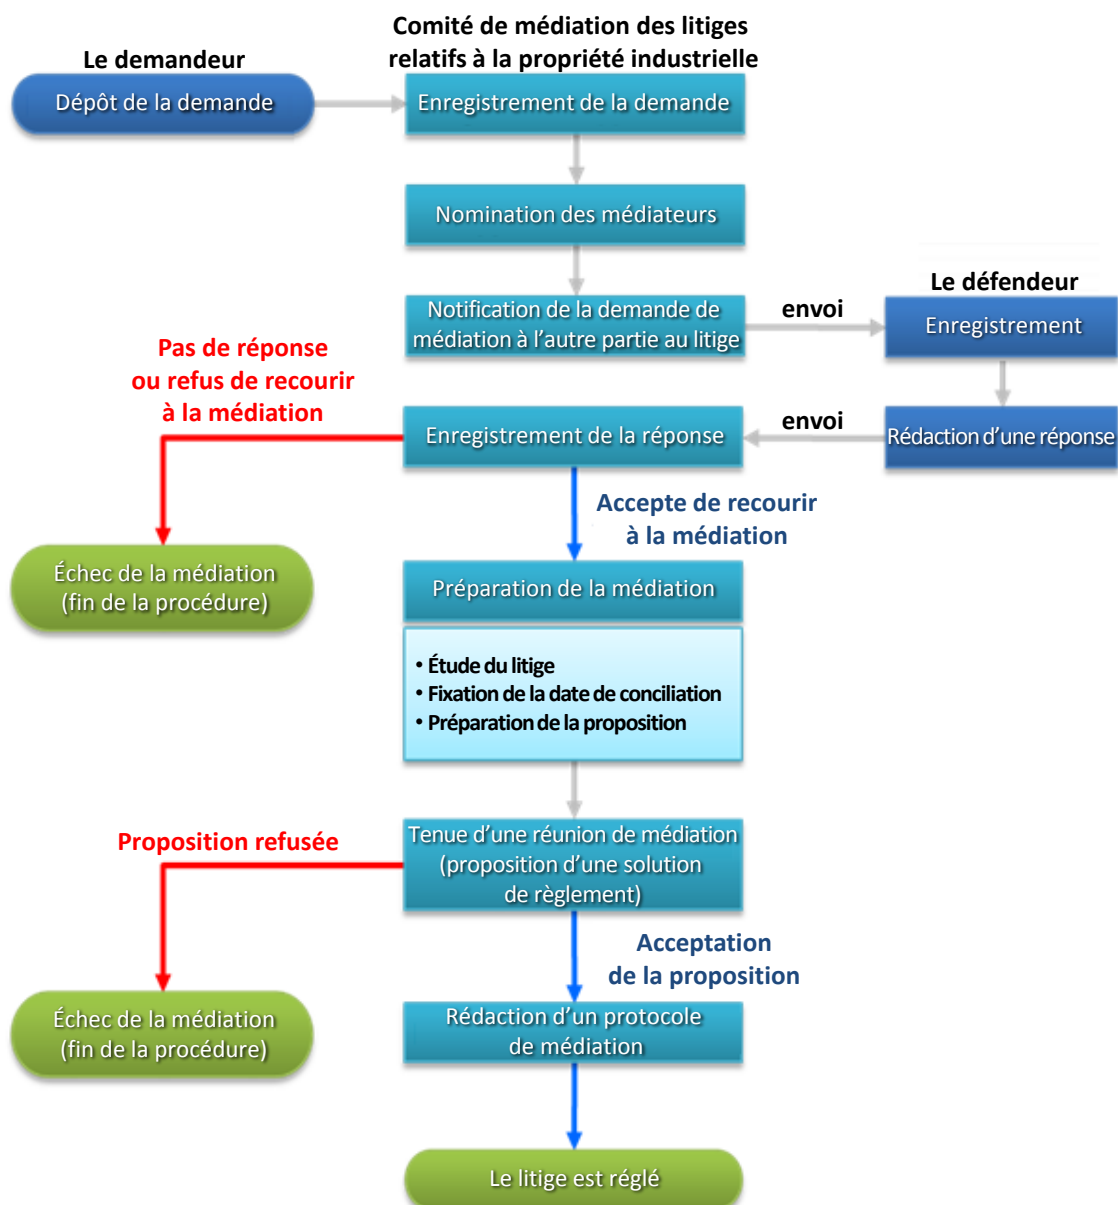 Comité de médiation des litiges
relatifs à la propriété industrielle
Le demandeur
Dépôt de la demande
Enregistrement de la demande
Nomination des médiateurs
Le défendeur
Notification de la demande de
médiation à l'autre partie au litige
envoi
Enregistrement
Pas de réponse
ou refus de recourir
à la médiation
Enregistrement de la réponse
envoi
Rédaction d'une réponse
Accepte de recourir
à la médiation
Échec de la médiation
(fin de la procédure)
Préparation de la médiation
• Étude du litige
• Fixation de la date de conciliation
• Préparation de la proposition
Proposition refusée
Tenue d'une réunion de médiation
(proposition d'une solution
de règlement)
Acceptation
de la proposition
Échec de la médiation
(fin de la procédure)
Rédaction d'un protocole
de médiation
Le litige est réglé